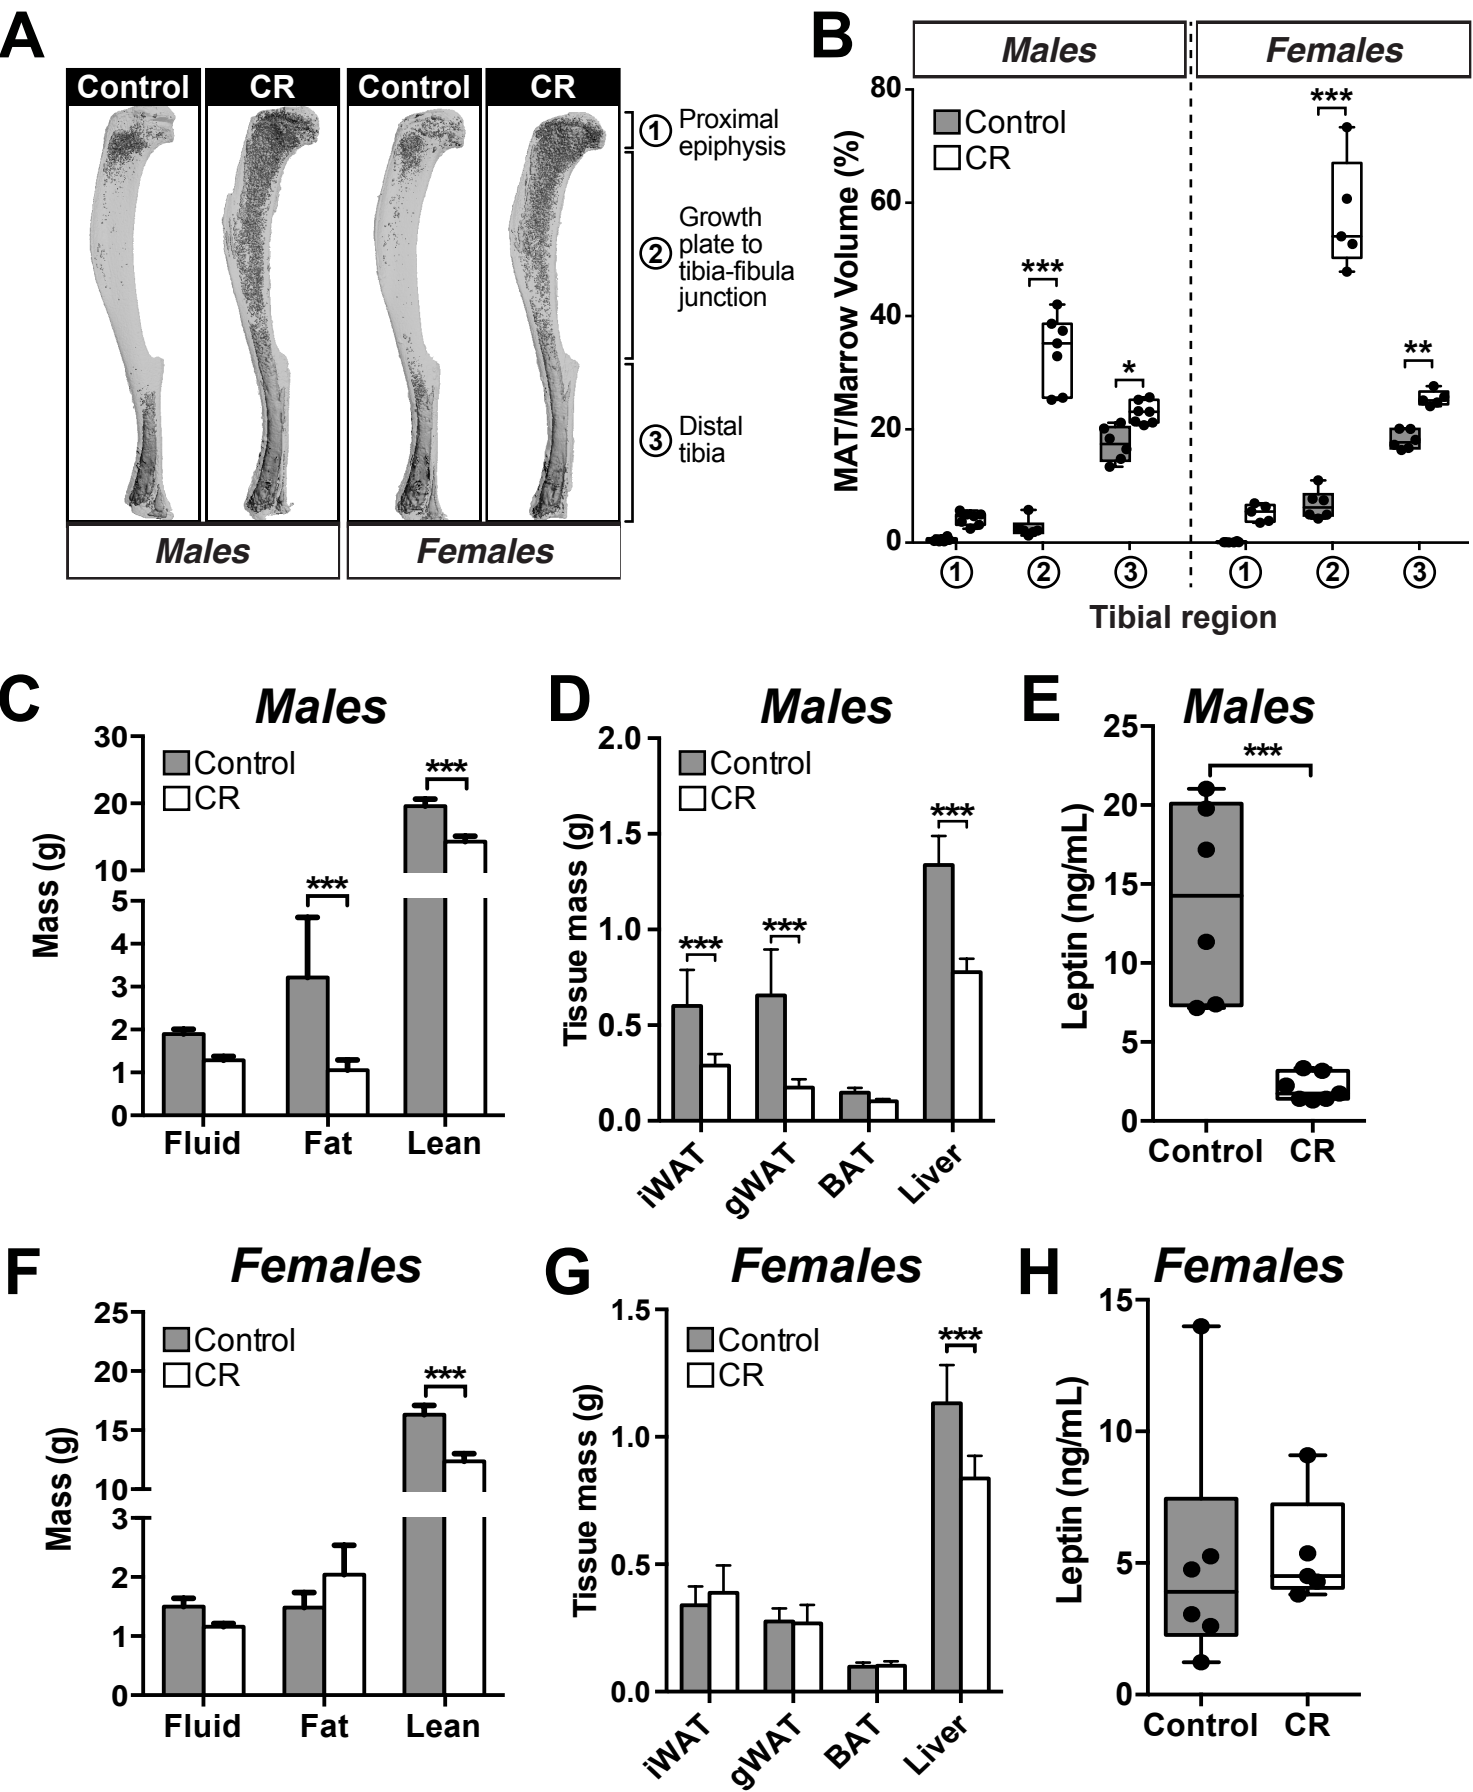 A
Control CR Control CR
1 Proximal
epiphysis
2 Growth
plate to
tibia-fibula
junction
3 Distal
tibia
Males Females
B
Males Females
MAT/Marrow Volume (%)
80
60
40
20
0
Control
CR
***
*
***
**
1 2 3 1 2 3
Tibial region
C
Males
Mass (g)
30
20
10
5
4
3
2
1
0
Control
CR
***
***
Fluid Fat Lean
D
Males
Tissue mass (g)
2.0
1.5
1.0
0.5
0.0
Control
CR
***
***
***
iWAT gWAT BAT Liver
E
Males
Leptin (ng/mL)
25
20
15
10
5
0
***
Control CR
F
Females
Mass (g)
25
20
15
10
3
2
1
0
Control
CR
***
Fluid Fat Lean
G
Females
Tissue mass (g)
1.5
1.0
0.5
0.0
Control
CR
***
iWAT gWAT BAT Liver
H
Females
Leptin (ng/mL)
15
10
5
0
Control CR